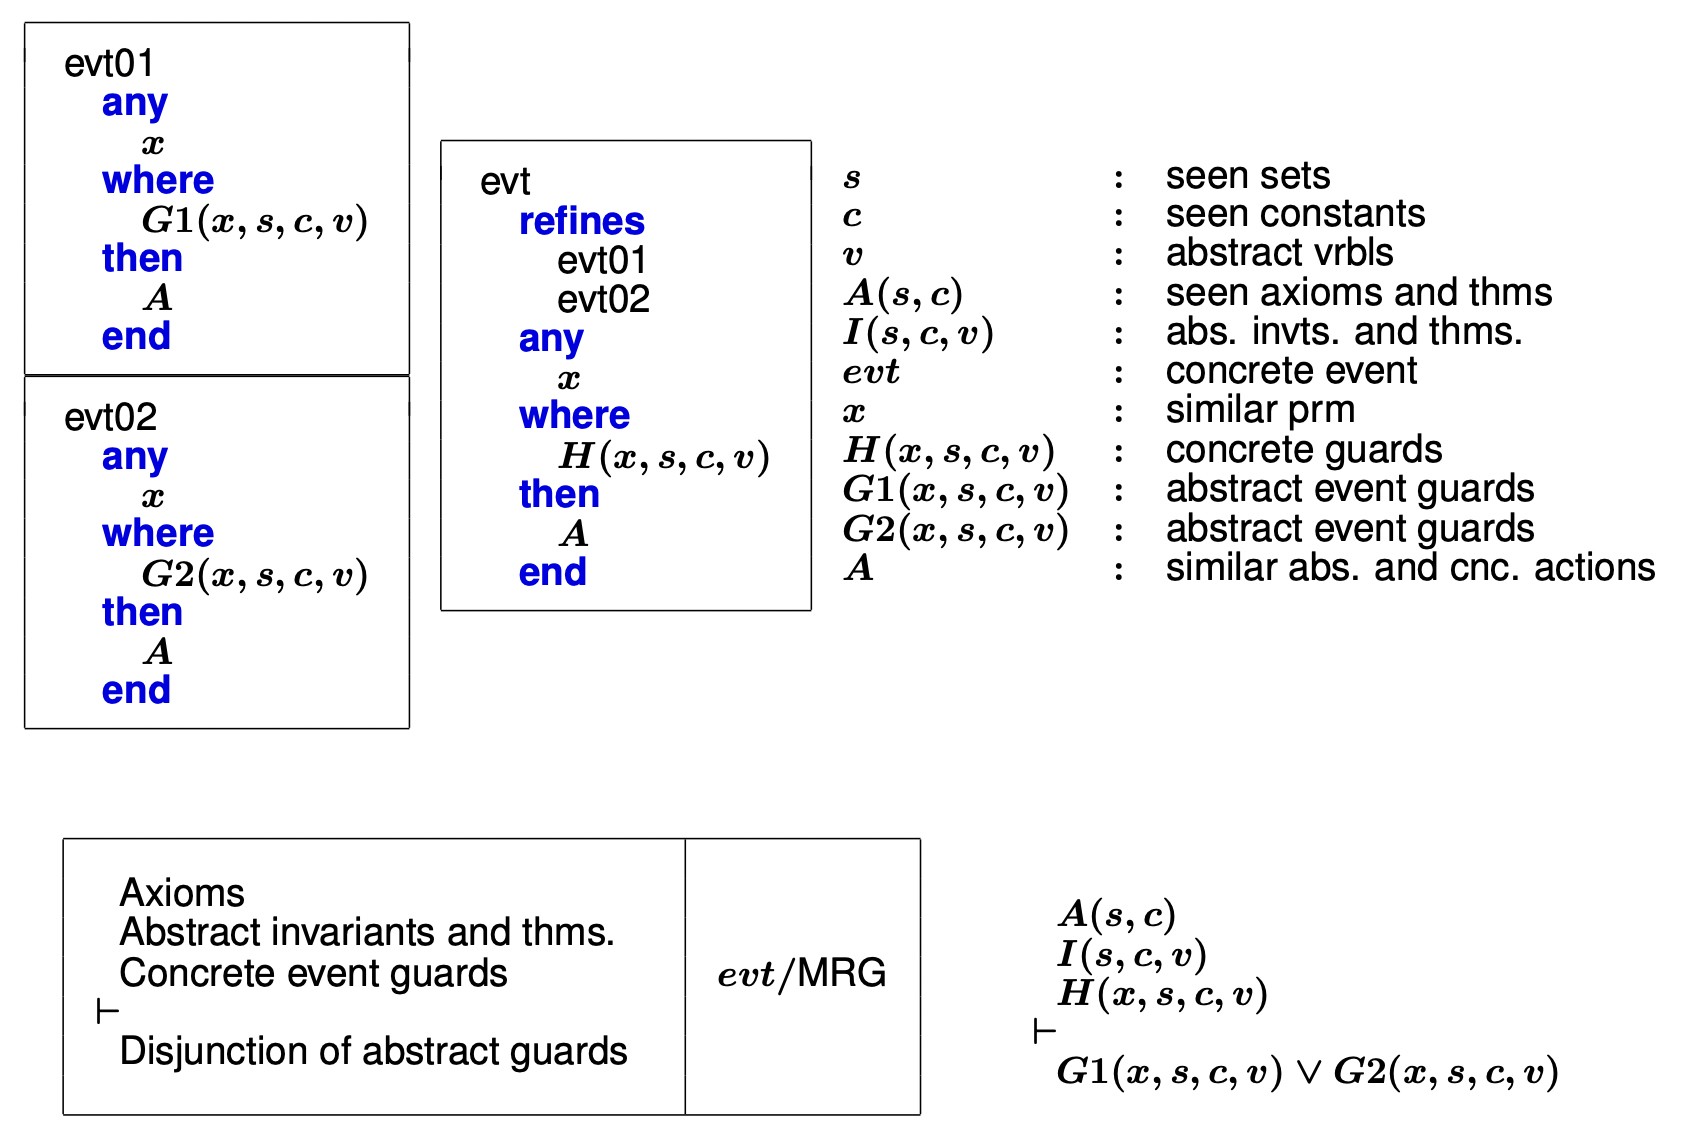 evt01
any
x
where
G1(x, s, c, v)
then
A
end
evt02
any
x
where
G2(x, s, c, v)
then
A
end
evt
refines
evt01
evt02
any
x
where
H(x, s, c, v)
then
A
end
s : seen sets
c : seen constants
v : abstract vrbls
A(s, c) : seen axioms and thms
I(s, c, v) : abs. invts. and thms.
evt : concrete event
x : similar prm
H(x, s, c, v) : concrete guards
G1(x, s, c, v) : abstract event guards
G2(x, s, c, v) : abstract event guards
A : similar abs. and cnc. actions
Axioms
Abstract invariants and thms.
Concrete event guards
⊢
Disjunction of abstract guards
evt/MRG
A(s, c)
I(s, c, v)
H(x, s, c, v)
⊢
G1(x, s, c, v) ∨ G2(x, s, c, v)